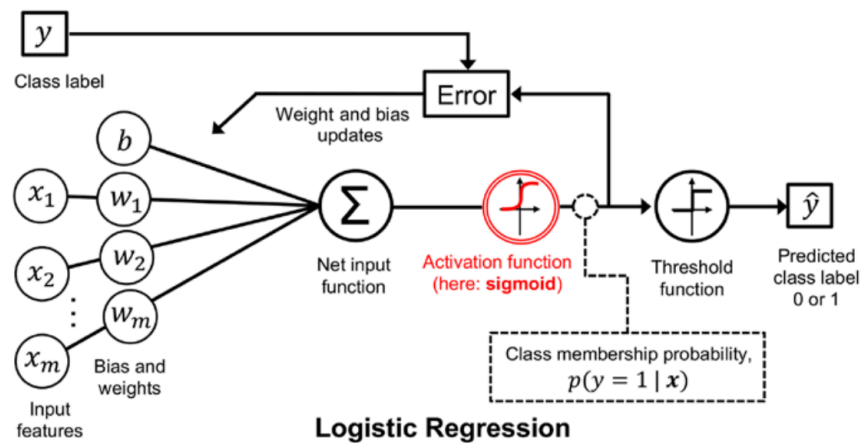 y
Class label
Error
Weight and bias
updates
b
x₁
w₁
x₂
w₂
⋮
xₘ
wₘ
Input
features
Bias and
weights
Σ
Net input
function
Activation function
(here: sigmoid)
Threshold
function
ŷ
Predicted
class label
0 or 1
Class membership probability,
p(y = 1 | x)
Logistic Regression